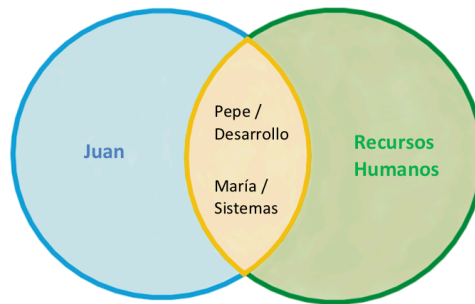 Juan
Pepe /
Desarrollo
María /
Sistemas
Recursos
Humanos